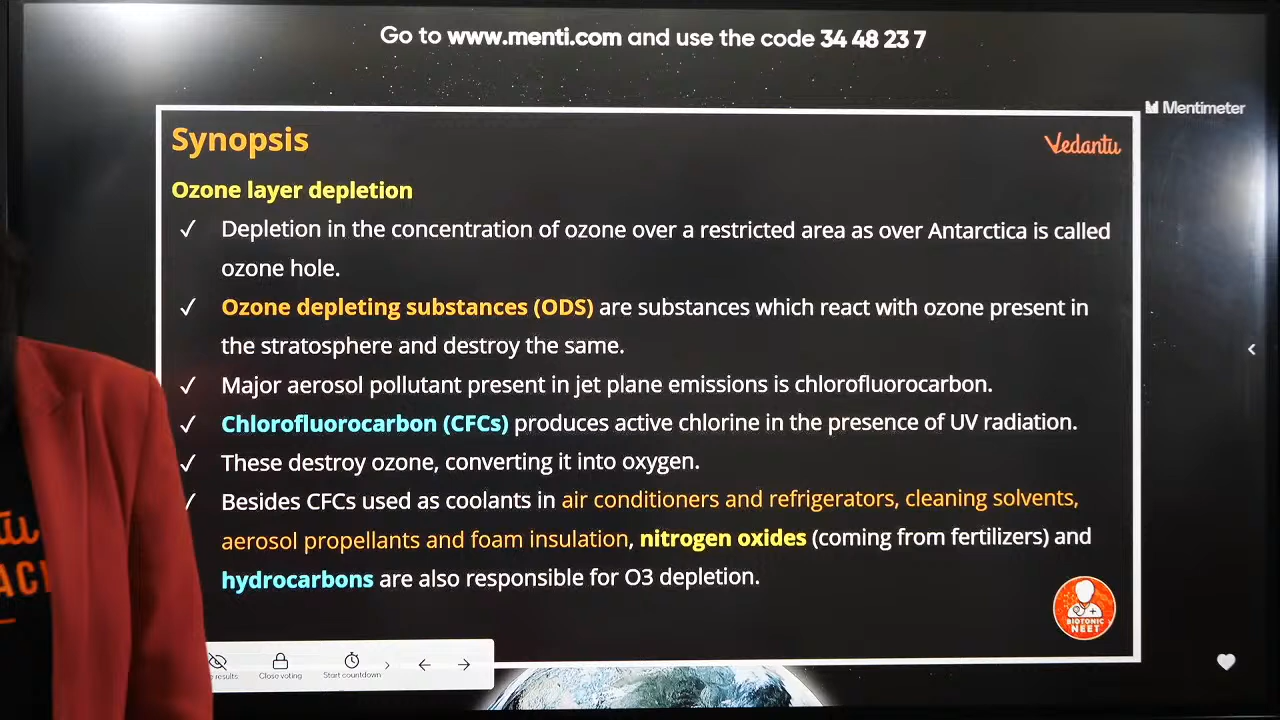 Go to www.menti.com and use the code 34 48 23 7
Mentimeter
Synopsis
Vedantu
Ozone layer depletion
✓ Depletion in the concentration of ozone over a restricted area as over Antarctica is called
ozone hole.
✓ Ozone depleting substances (ODS) are substances which react with ozone present in
the stratosphere and destroy the same.
✓ Major aerosol pollutant present in jet plane emissions is chlorofluorocarbon.
✓ Chlorofluorocarbon (CFCs) produces active chlorine in the presence of UV radiation.
✓ These destroy ozone, converting it into oxygen.
✓ Besides CFCs used as coolants in air conditioners and refrigerators, cleaning solvents,
aerosol propellants and foam insulation, nitrogen oxides (coming from fertilizers) and
hydrocarbons are also responsible for O3 depletion.
BIOTONIC
NEET
results
Close voting
Start countdown